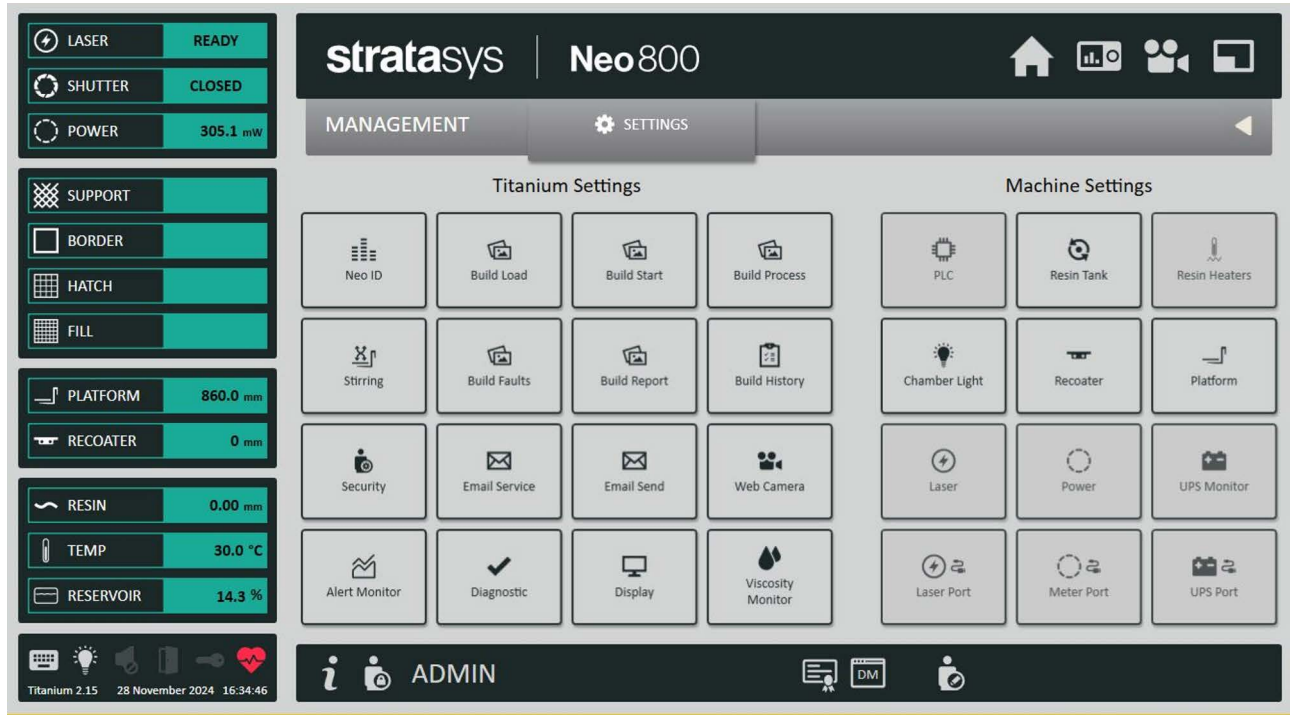 LASER READY
SHUTTER CLOSED
POWER 305.1 mW
SUPPORT
BORDER
HATCH
FILL
PLATFORM 860.0 mm
RECOATER 0 mm
RESIN 0.00 mm
TEMP 30.0 °C
RESERVOIR 14.3 %
Titanium 2.15 28 November 2024 16:34:46
stratasys Neo800
MANAGEMENT SETTINGS
Titanium Settings
Neo ID Build Load Build Start Build Process
Stirring Build Faults Build Report Build History
Security Email Service Email Send Web Camera
Alert Monitor Diagnostic Display Viscosity
Monitor
Machine Settings
PLC Resin Tank Resin Heaters
Chamber Light Recoater Platform
Laser Power UPS Monitor
Laser Port Meter Port UPS Port
i ADMIN DM